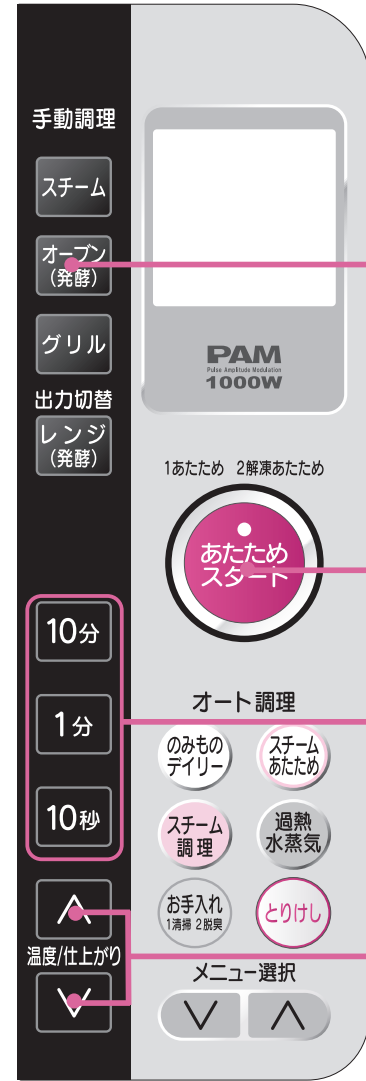 手動調理
スチーム
オーブン
(発酵)
グリル
出力切替
レンジ
(発酵)
10分
1分
10秒
温度/仕上がり
PAM
Pulse Amplitude Modulation
1000W
1あたため 2解凍あたため
あたため
スタート
オート調理
のみもの
デイリー
スチーム
あたため
スチーム
調理
過熱
水蒸気
お手入れ
1清掃 2脱臭
とりけし
メニュー選択